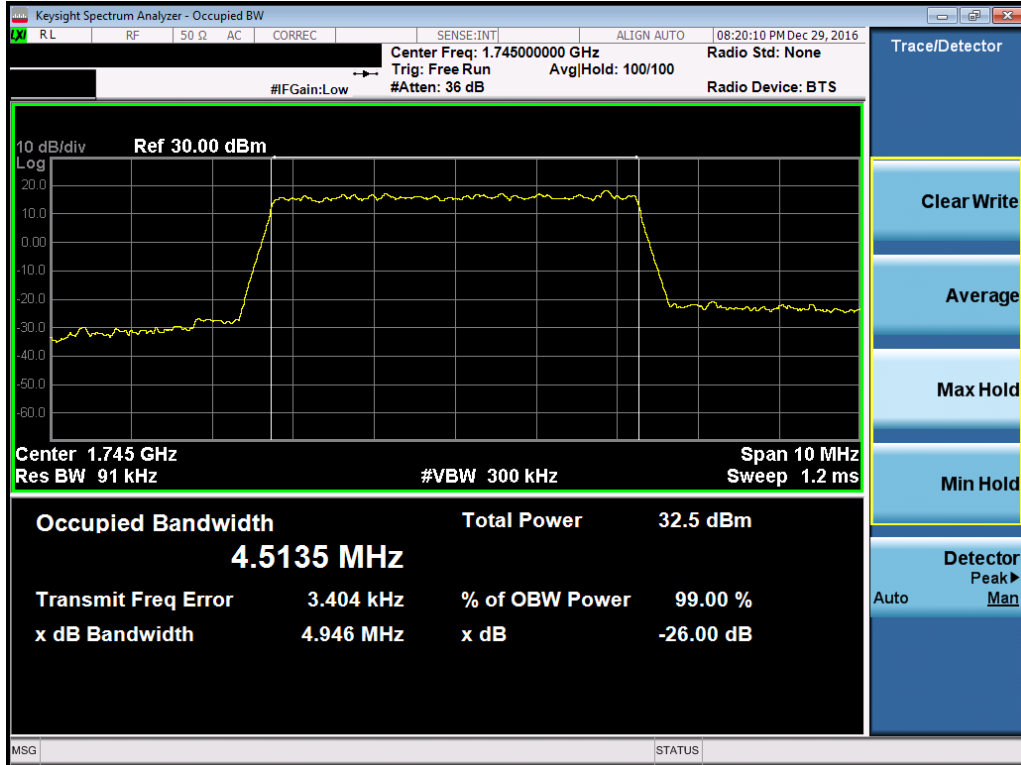 Keysight Spectrum Analyzer - Occupied BW
LXI RL RF 50 Ω AC CORREC SENSE:INT ALIGN AUTO 08:20:10 PM Dec 29, 2016
Center Freq: 1.745000000 GHz Radio Std: None
Trig: Free Run Avg|Hold: 100/100
#IFGain:Low #Atten: 36 dB Radio Device: BTS
10 dB/div Ref 30.00 dBm
Log
20.0
10.0
0.00
-10.0
-20.0
-30.0
-40.0
-50.0
-60.0
Center 1.745 GHz Span 10 MHz
Res BW 91 kHz #VBW 300 kHz Sweep 1.2 ms
Occupied Bandwidth Total Power 32.5 dBm
4.5135 MHz
Transmit Freq Error 3.404 kHz % of OBW Power 99.00 %
x dB Bandwidth 4.946 MHz x dB -26.00 dB
MSG STATUS
Trace/Detector
Clear Write
Average
Max Hold
Min Hold
Detector
Peak▶
Auto Man